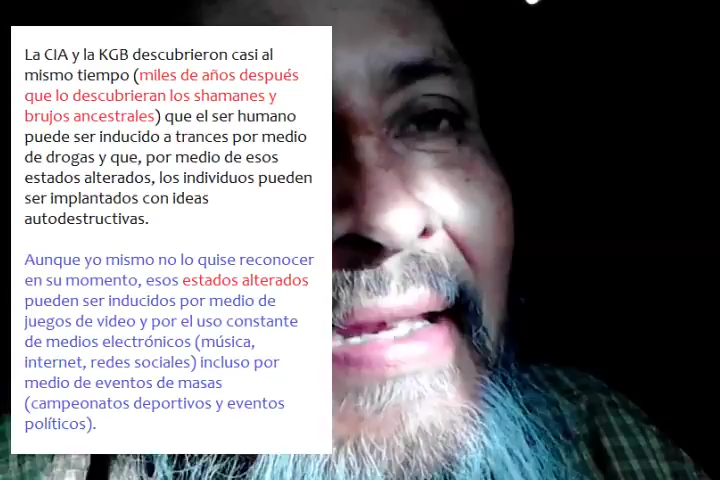 La CIA y la KGB descubrieron casi al
mismo tiempo (miles de años después
que lo descubrieran los shamanes y
brujos ancestrales) que el ser humano
puede ser inducido a trances por medio
de drogas y que, por medio de esos
estados alterados, los individuos pueden
ser implantados con ideas
autodestructivas.
Aunque yo mismo no lo quise reconocer
en su momento, esos estados alterados
pueden ser inducidos por medio de
juegos de video y por el uso constante
de medios electrónicos (música,
internet, redes sociales) incluso por
medio de eventos de masas
(campeonatos deportivos y eventos
políticos).